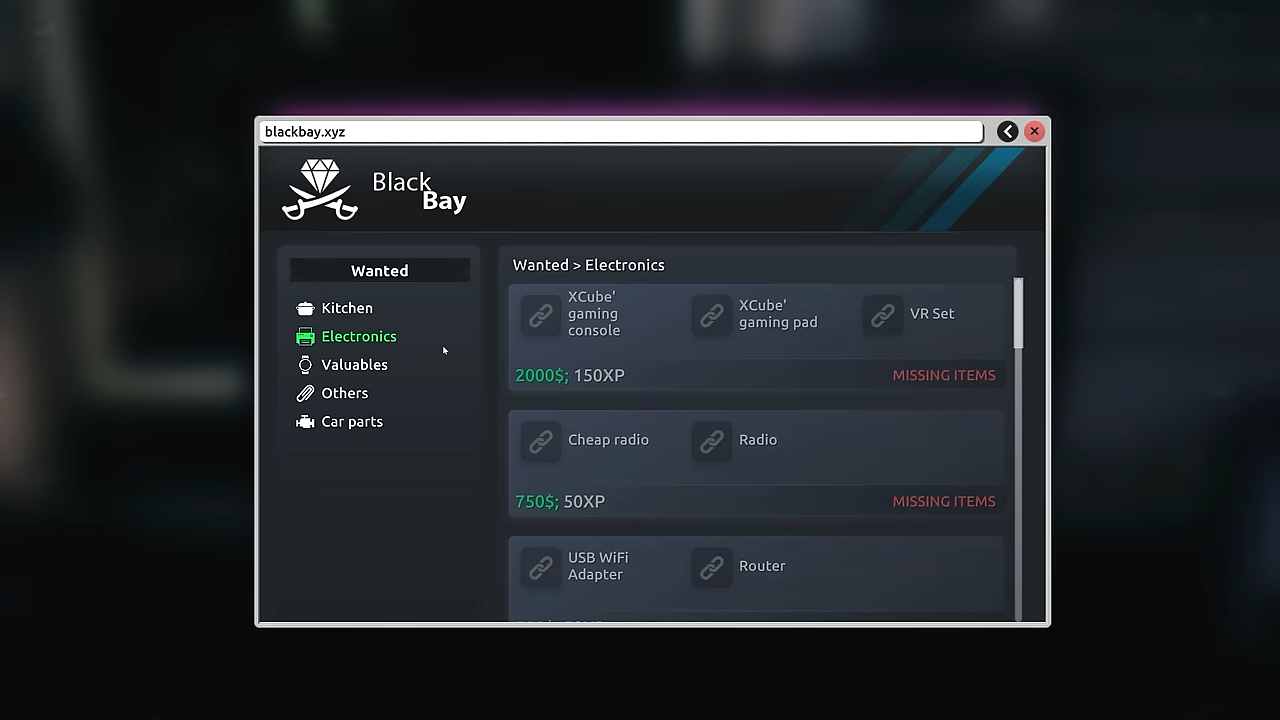 blackbay.xyz
Black
Bay
Wanted
Kitchen
Electronics
Valuables
Others
Car parts
Wanted > Electronics
XCube'
gaming
console
XCube'
gaming pad
VR Set
2000$; 150XP
MISSING ITEMS
Cheap radio
Radio
750$; 50XP
MISSING ITEMS
USB WiFi
Adapter
Router